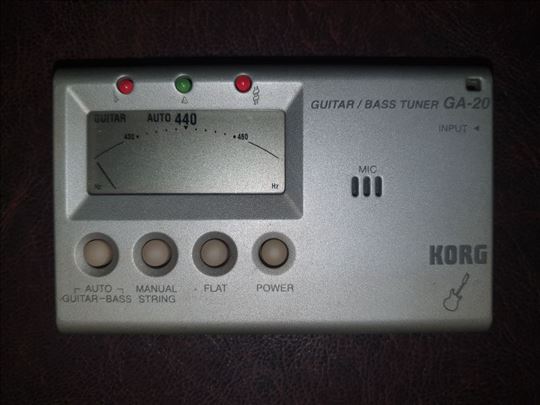 GUITAR / BASS TUNER GA-20
GUITAR AUTO 440
430 450
Hz Hz
INPUT ◄
MIC
KORG
AUTO
GUITAR–BASS
MANUAL
STRING
FLAT
POWER